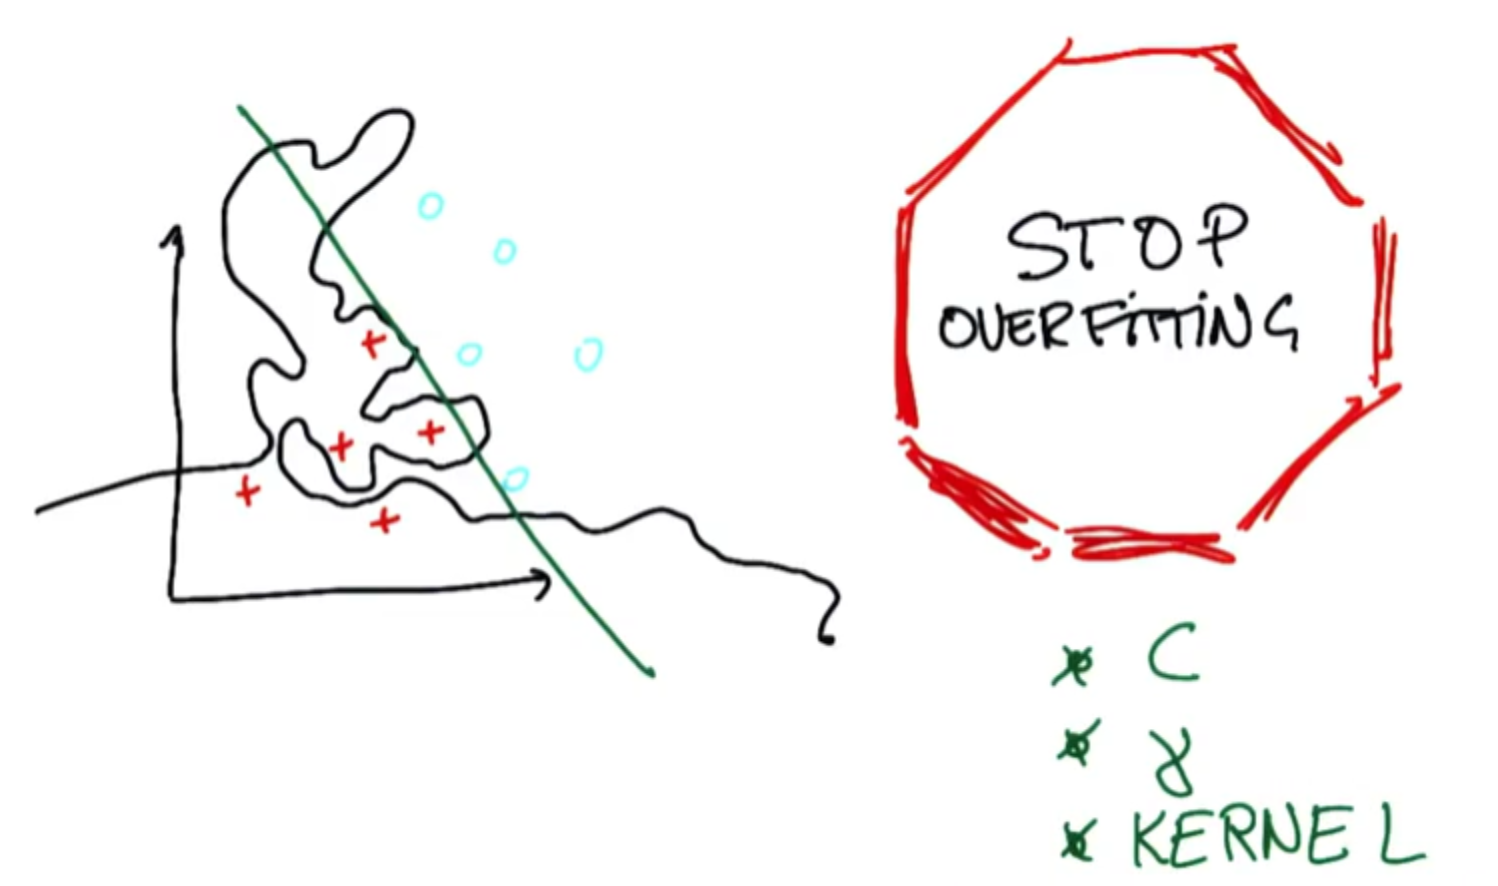 STOP
OVERFITTING
* C
* γ
* KERNEL